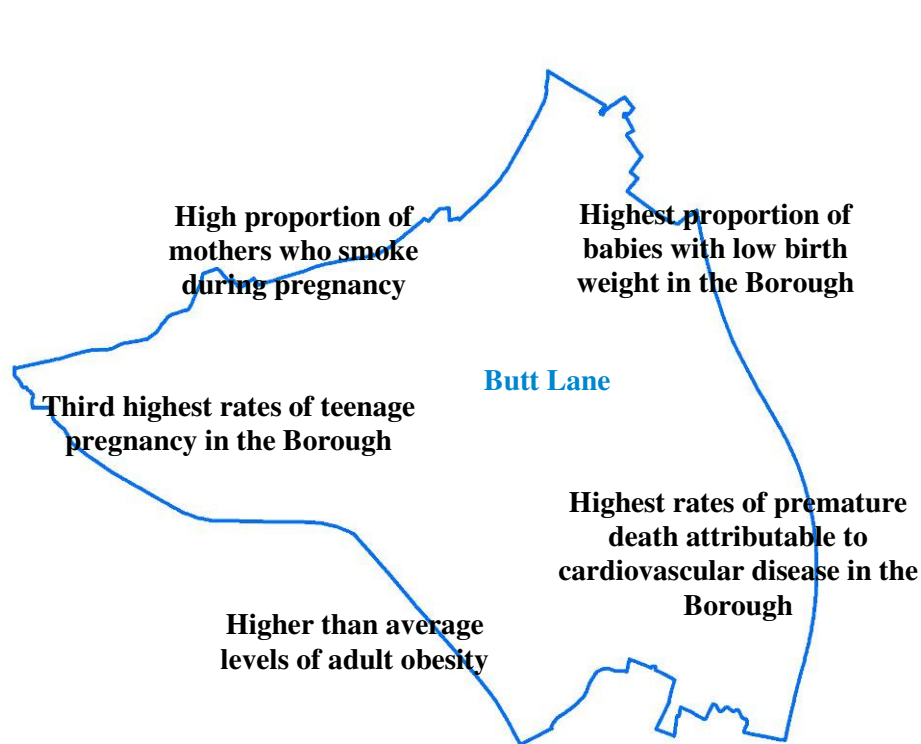 High proportion of
mothers who smoke
during pregnancy
Highest proportion of
babies with low birth
weight in the Borough
Butt Lane
Third highest rates of teenage
pregnancy in the Borough
Highest rates of premature
death attributable to
cardiovascular disease in the
Borough
Higher than average
levels of adult obesity